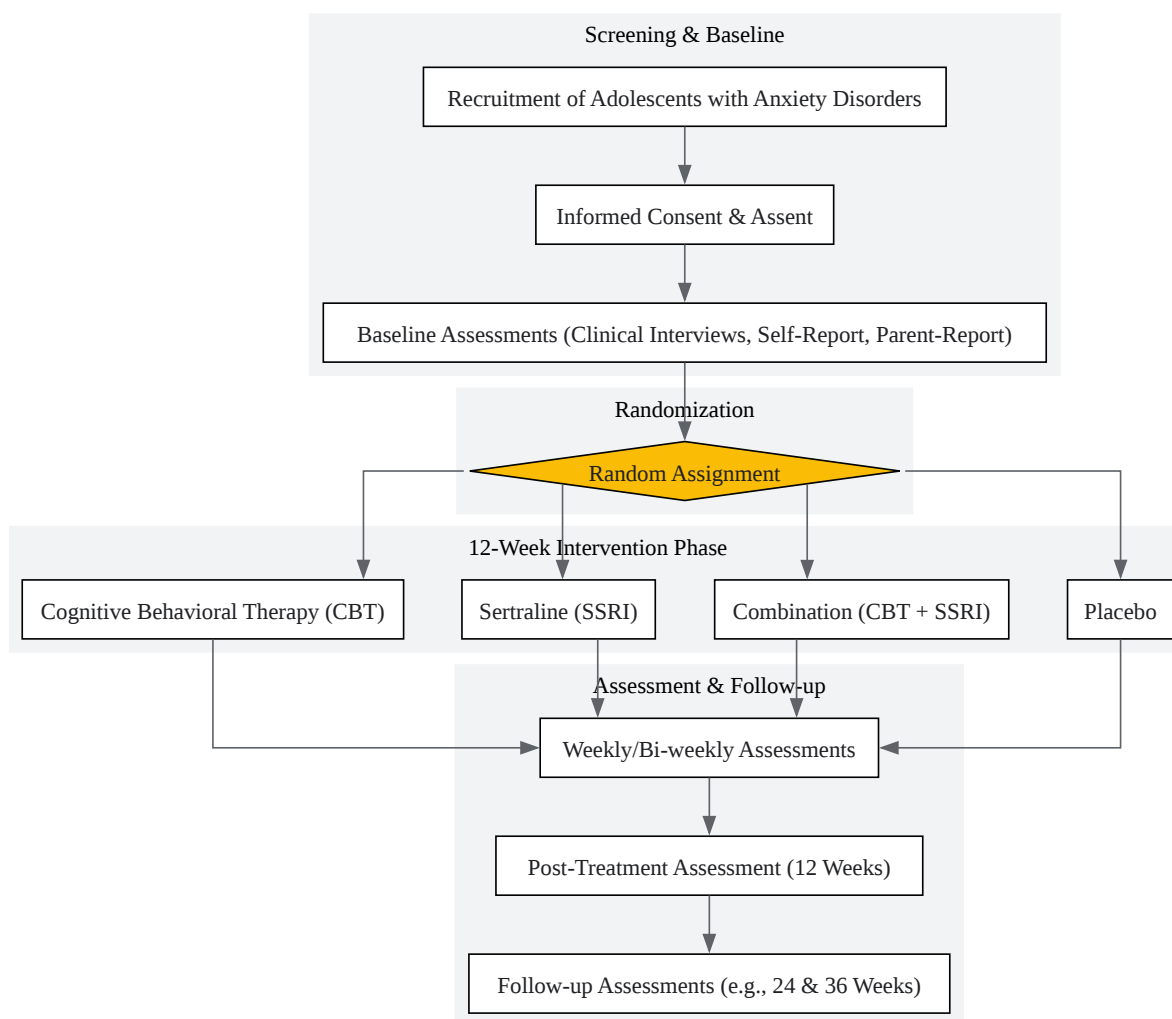 Screening & Baseline
Recruitment of Adolescents with Anxiety Disorders
Informed Consent & Assent
Baseline Assessments (Clinical Interviews, Self-Report, Parent-Report)
Randomization
Random Assignment
12-Week Intervention Phase
Cognitive Behavioral Therapy (CBT)
Sertraline (SSRI)
Combination (CBT + SSRI)
Placebo
Assessment & Follow-up
Weekly/Bi-weekly Assessments
Post-Treatment Assessment (12 Weeks)
Follow-up Assessments (e.g., 24 & 36 Weeks)